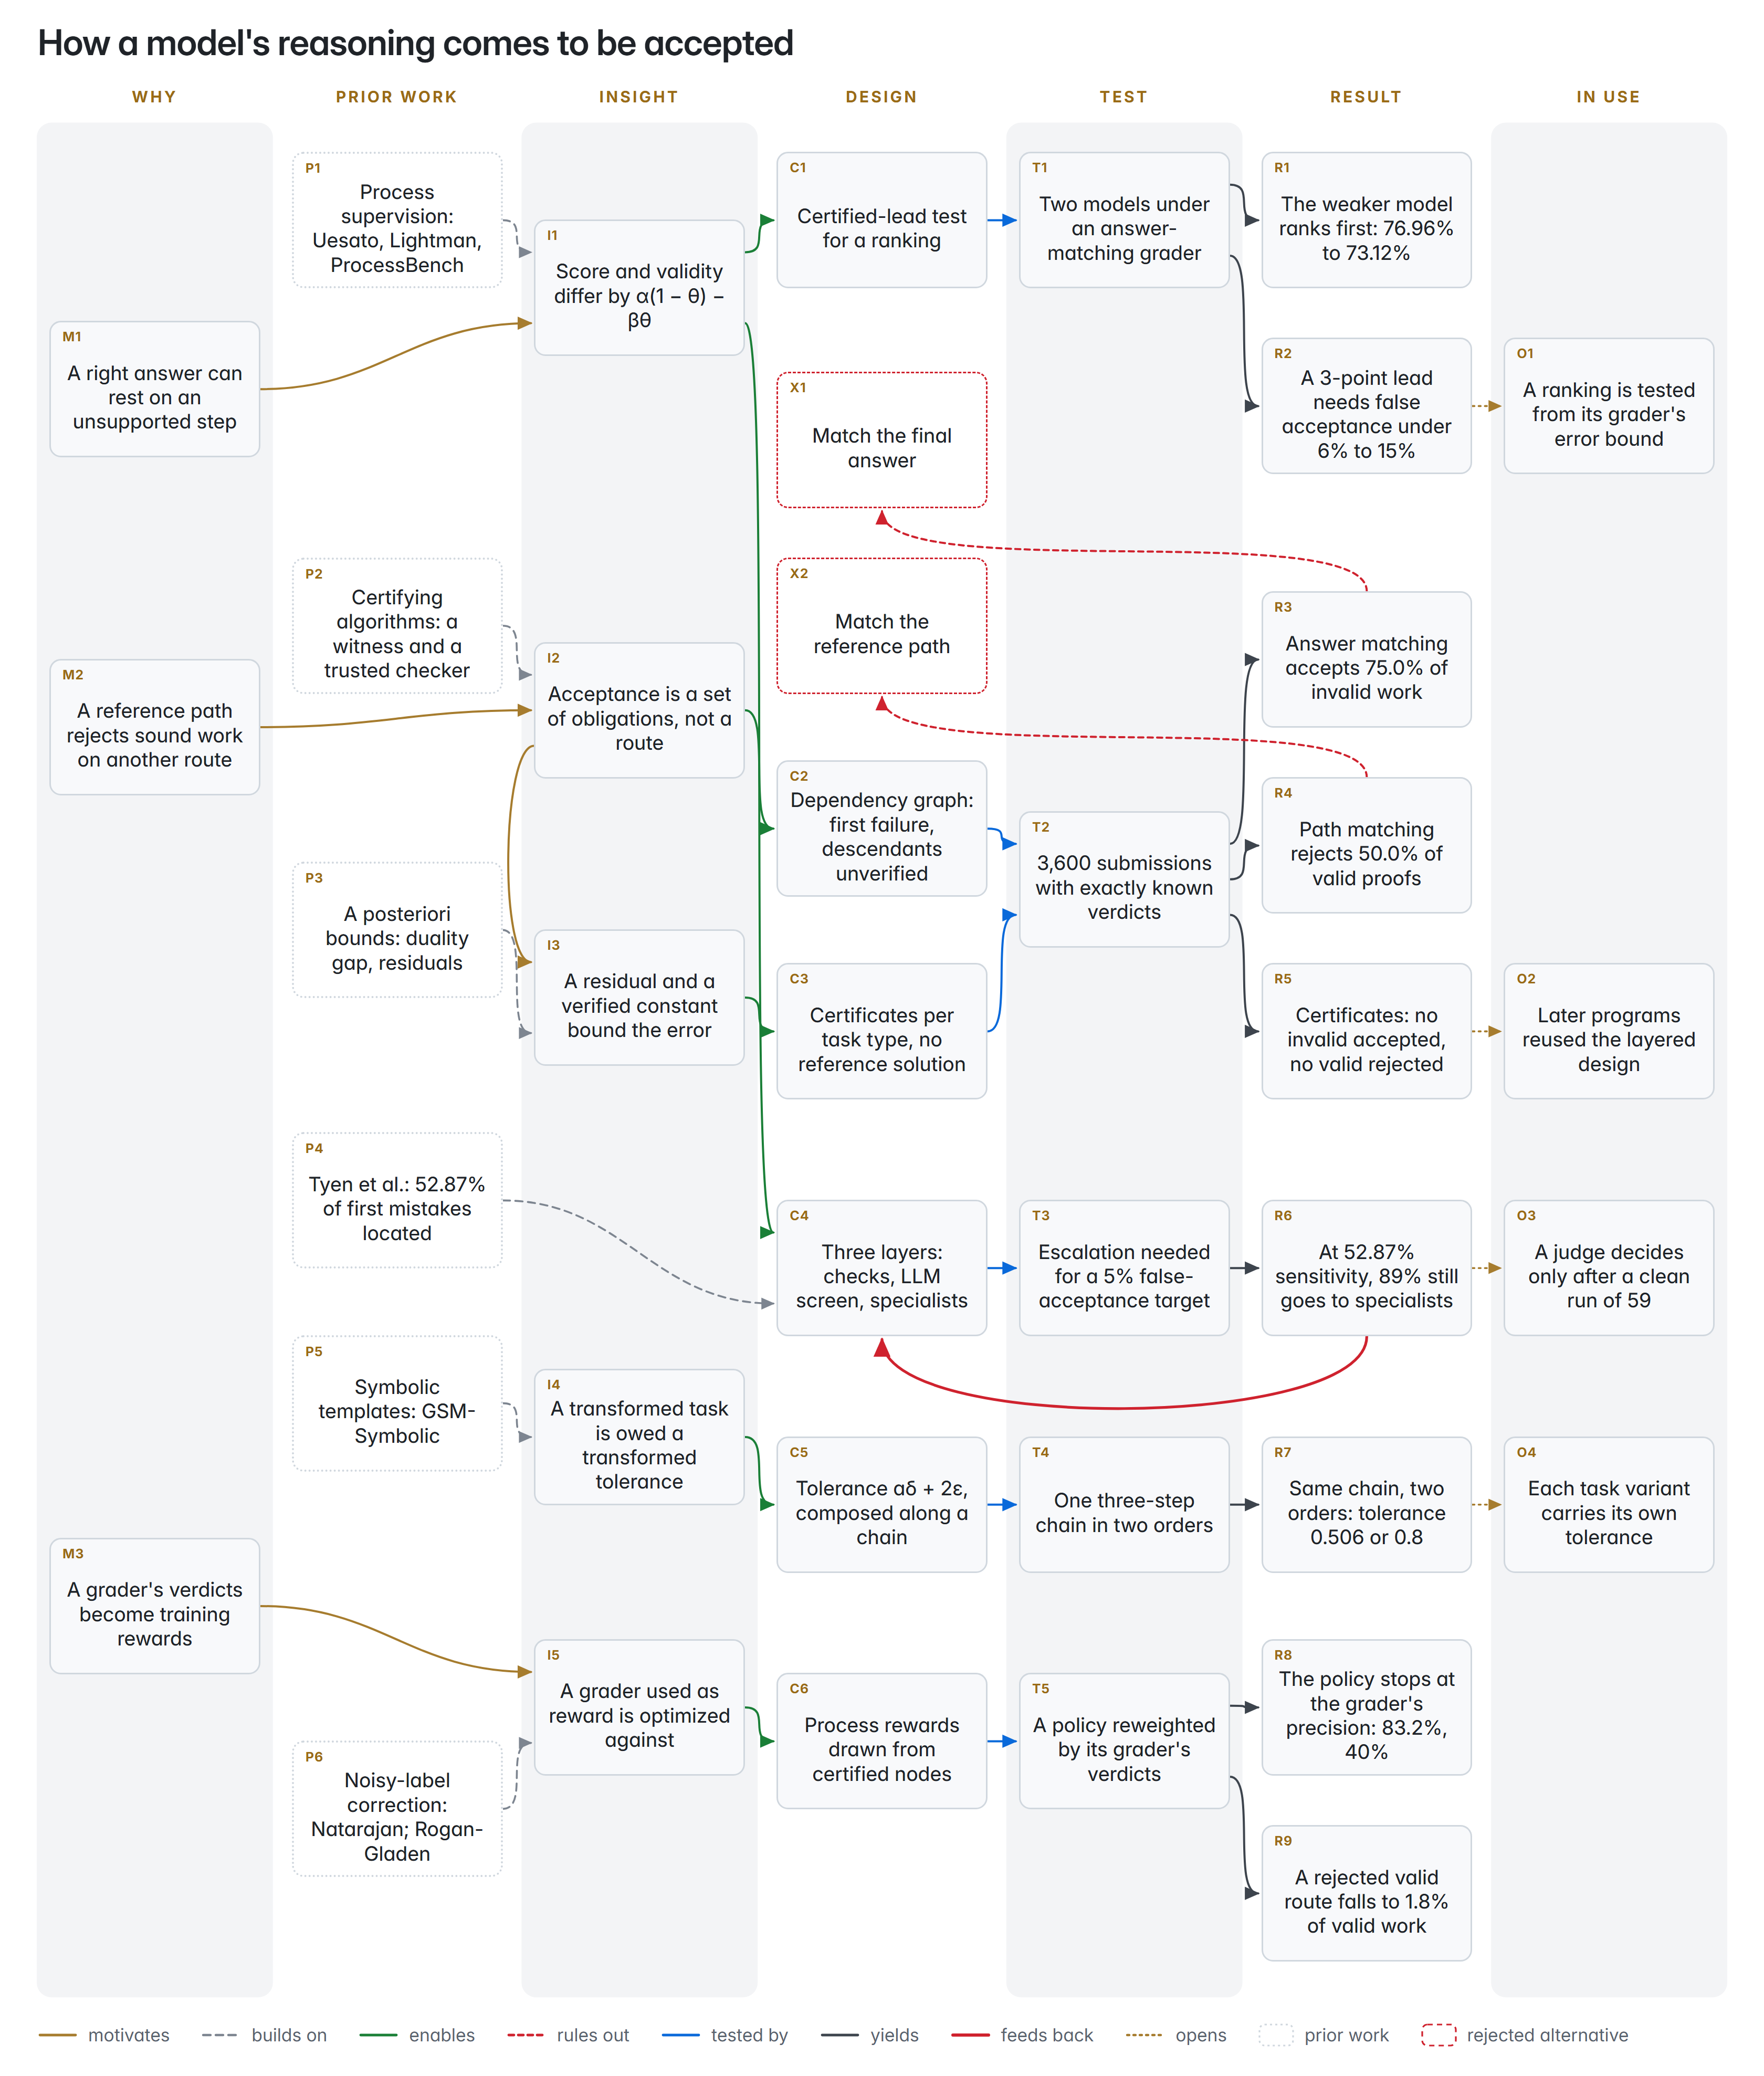 How a model's reasoning comes to be accepted
WHY
PRIOR WORK
INSIGHT
DESIGN
TEST
RESULT
IN USE
M1
A right answer can
rest on an
unsupported step
M2
A reference path
rejects sound work
on another route
M3
A grader's verdicts
become training
rewards
P1
Process
supervision:
Uesato, Lightman,
ProcessBench
P2
Certifying
algorithms: a
witness and a
trusted checker
P3
A posteriori
bounds: duality
gap, residuals
P4
Tyen et al.: 52.87%
of first mistakes
located
P5
Symbolic
templates: GSM-
Symbolic
P6
Noisy-label
correction:
Natarajan; Rogan-
Gladen
I1
Score and validity
differ by α(1 − θ) −
βθ
I2
Acceptance is a set
of obligations, not a
route
I3
A residual and a
verified constant
bound the error
I4
A transformed task
is owed a
transformed
tolerance
I5
A grader used as
reward is optimized
against
C1
Certified-lead test
for a ranking
X1
Match the final
answer
X2
Match the
reference path
C2
Dependency graph:
first failure,
descendants
unverified
C3
Certificates per
task type, no
reference solution
C4
Three layers:
checks, LLM
screen, specialists
C5
Tolerance aδ + 2ε,
composed along a
chain
C6
Process rewards
drawn from
certified nodes
T1
Two models under
an answer-
matching grader
T2
3,600 submissions
with exactly known
verdicts
T3
Escalation needed
for a 5% false-
acceptance target
T4
One three-step
chain in two orders
T5
A policy reweighted
by its grader's
verdicts
R1
The weaker model
ranks first: 76.96%
to 73.12%
R2
A 3-point lead
needs false
acceptance under
6% to 15%
R3
Answer matching
accepts 75.0% of
invalid work
R4
Path matching
rejects 50.0% of
valid proofs
R5
Certificates: no
invalid accepted,
no valid rejected
R6
At 52.87%
sensitivity, 89% still
goes to specialists
R7
Same chain, two
orders: tolerance
0.506 or 0.8
R8
The policy stops at
the grader's
precision: 83.2%,
40%
R9
A rejected valid
route falls to 1.8%
of valid work
O1
A ranking is tested
from its grader's
error bound
O2
Later programs
reused the layered
design
O3
A judge decides
only after a clean
run of 59
O4
Each task variant
carries its own
tolerance
motivates
builds on
enables
rules out
tested by
yields
feeds back
opens
prior work
rejected alternative